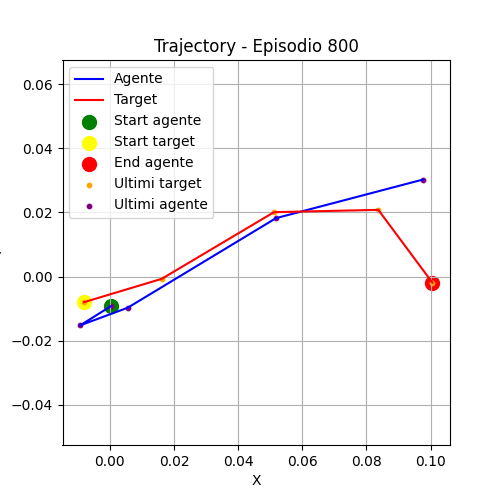 Trajectory - Episodio 800
Agente
Target
Start agente
Start target
End agente
Ultimi target
Ultimi agente
0.06
0.04
0.02
0.00
−0.02
−0.04
0.00 0.02 0.04 0.06 0.08 0.10
X